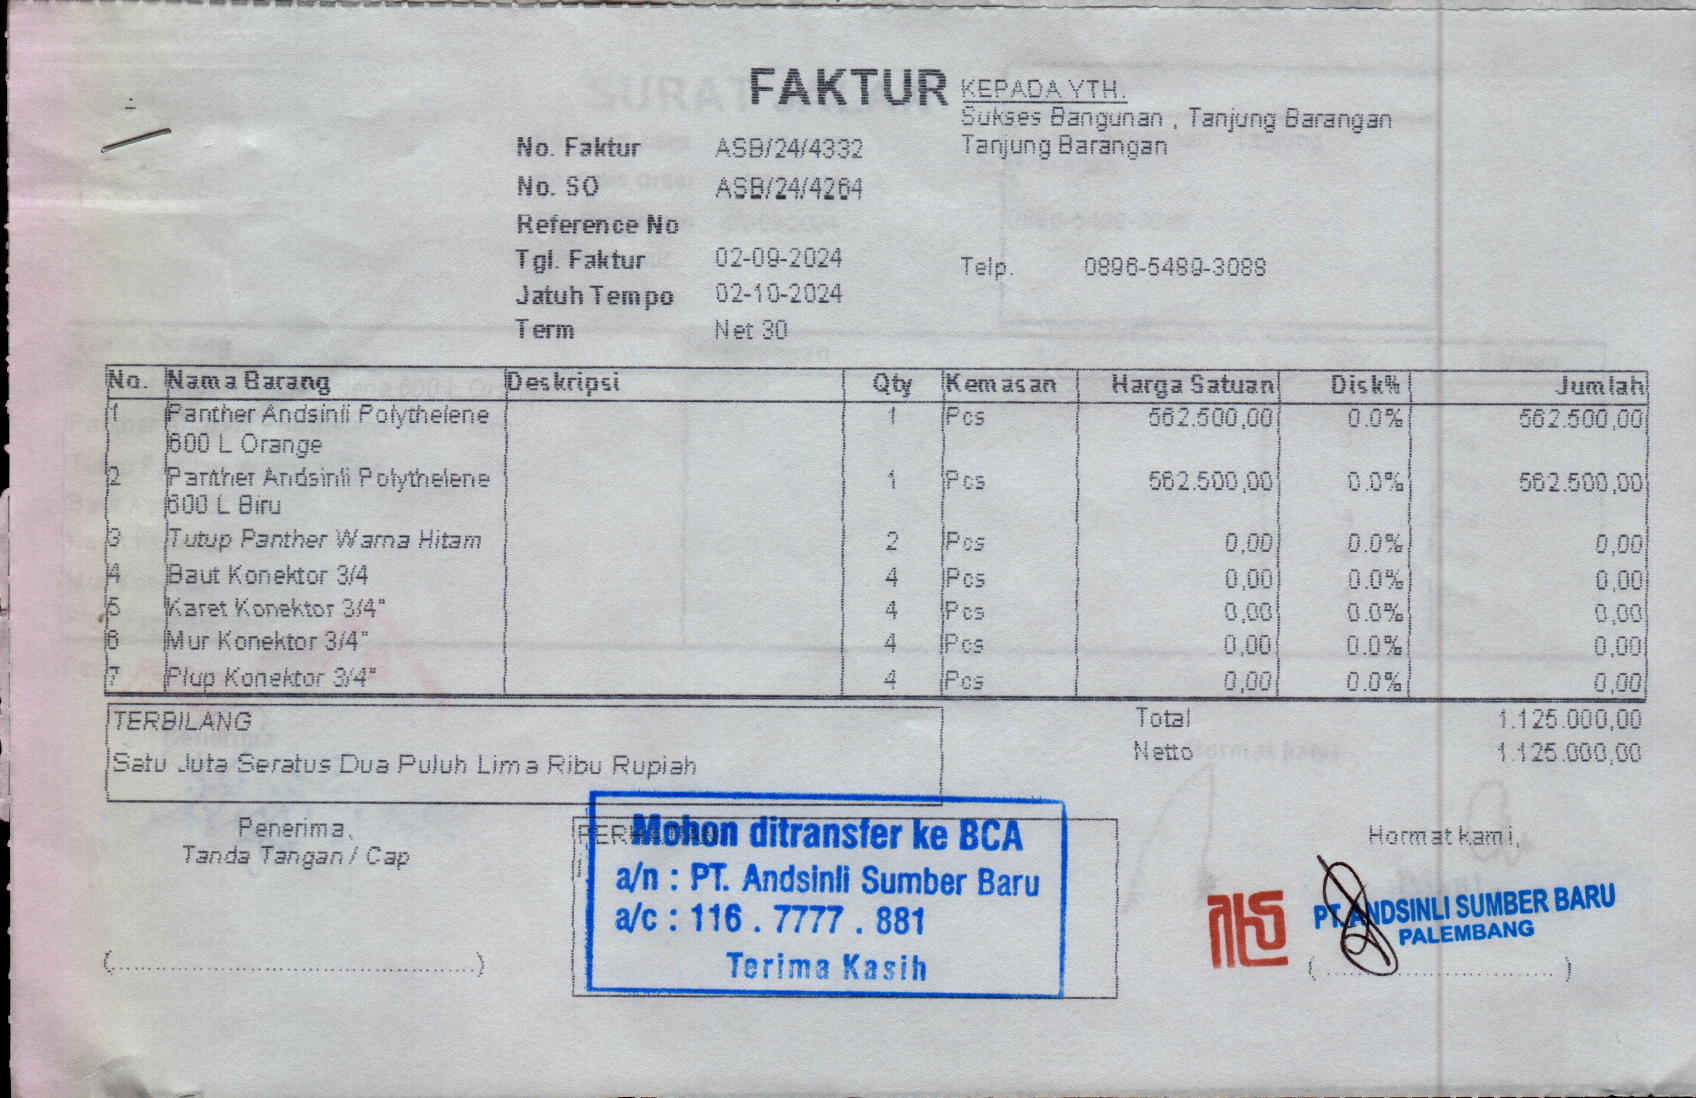 FAKTUR
KEPADA YTH.
Sukses Bangunan , Tanjung Barangan
Tanjung Barangan
No. Faktur ASB/24/4332
No. SO ASB/24/4264
Reference No
Tgl. Faktur 02-09-2024
Telp. 0896-5489-3088
Jatuh Tempo 02-10-2024
Term Net 30
No. Nama Barang Deskripsi Qty Kemasan Harga Satuan Disk% Jumlah
1 Panther Andsinli Polythelene 1 Pcs 562.500,00 0.0% 562.500,00
600 L Orange
2 Panther Andsinli Polythelene 1 Pcs 562.500,00 0.0% 562.500,00
600 L Biru
3 Tutup Panther Warna Hitam 2 Pcs 0,00 0.0% 0,00
4 Baut Konektor 3/4 4 Pcs 0,00 0.0% 0,00
5 Karet Konektor 3/4" 4 Pcs 0,00 0.0% 0,00
6 Mur Konektor 3/4" 4 Pcs 0,00 0.0% 0,00
7 Plup Konektor 3/4" 4 Pcs 0,00 0.0% 0,00
TERBILANG
Satu Juta Seratus Dua Puluh Lima Ribu Rupiah
Total 1.125.000,00
Netto 1.125.000,00
Penerima,
Tanda Tangan / Cap
(........................................)
Mohon ditransfer ke BCA
a/n : PT. Andsinli Sumber Baru
a/c : 116 . 7777 . 881
Terima Kasih
Hormat kami,
PT. ANDSINLI SUMBER BARU
PALEMBANG
(........................................)